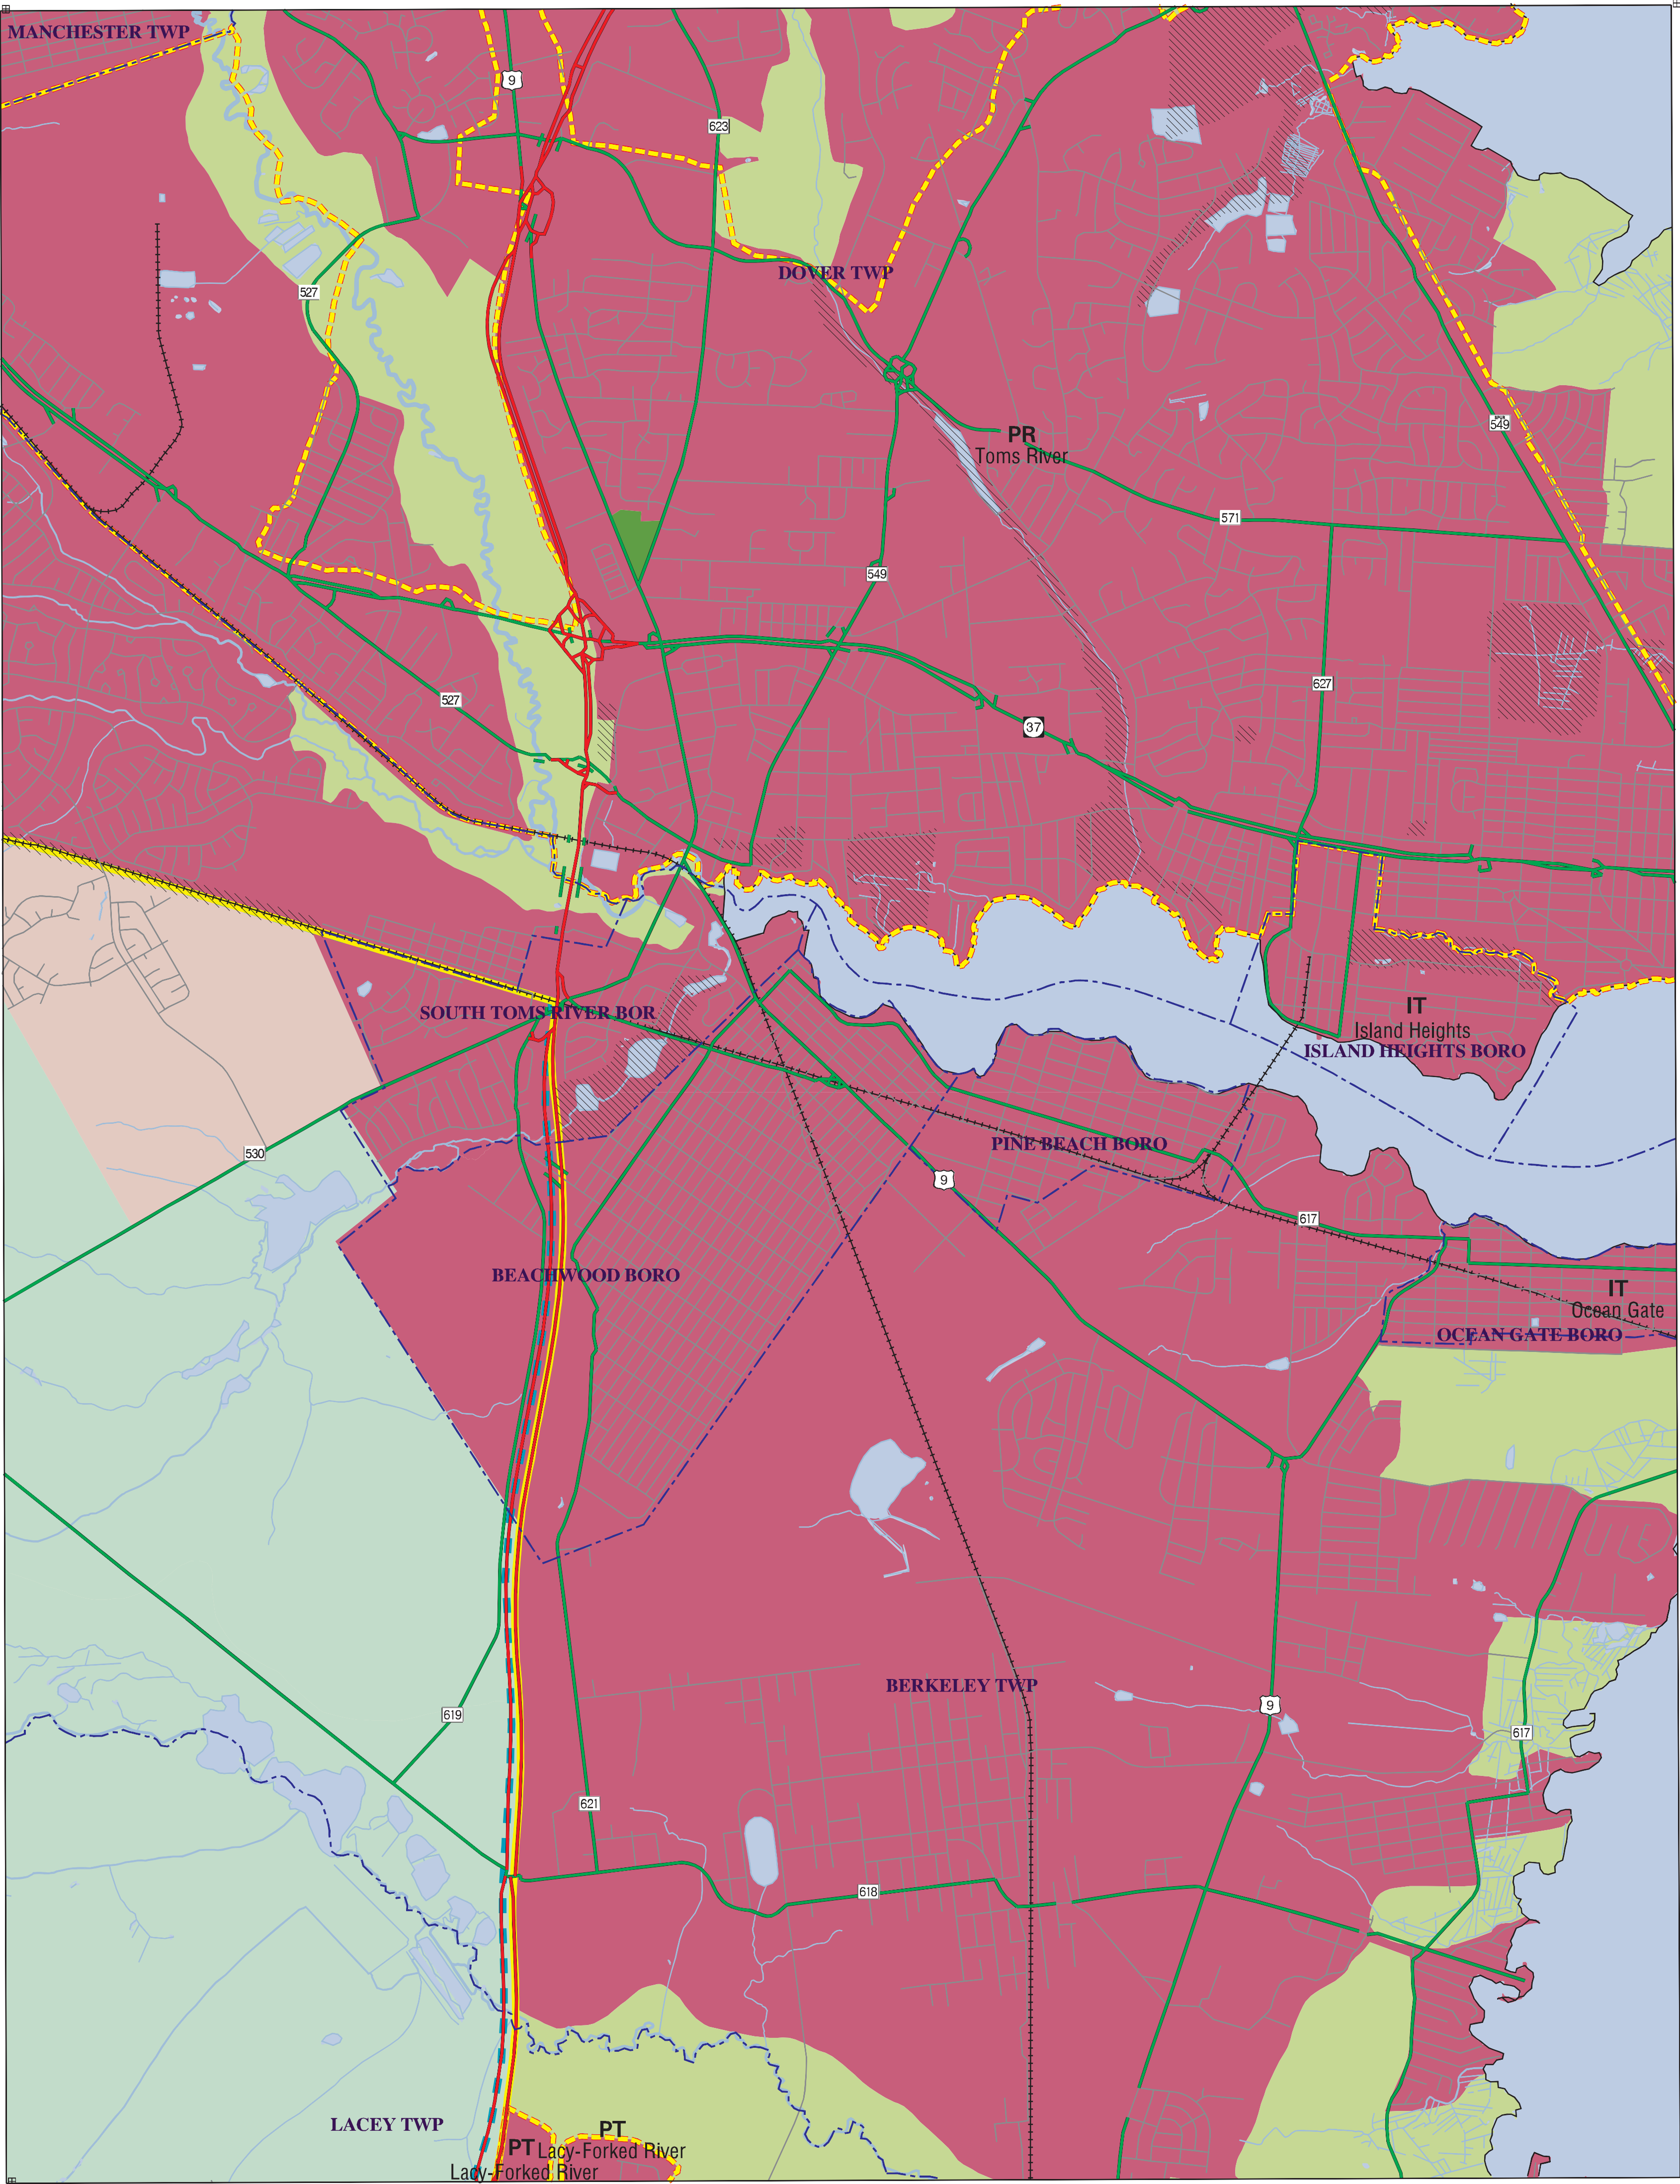 MANCHESTER TWP
9
623
DOVER TWP
527
549
PR
Toms River
571
549
627
527
37
SOUTH TOMS RIVER BOR
IT
Island Heights
ISLAND HEIGHTS BORO
530
PINE BEACH BORO
9
617
BEACHWOOD BORO
IT
Ocean Gate
OCEAN GATE BORO
BERKELEY TWP
619
9
617
621
618
LACEY TWP
PT
Lacy-Forked River
PT
Lacy-Forked River